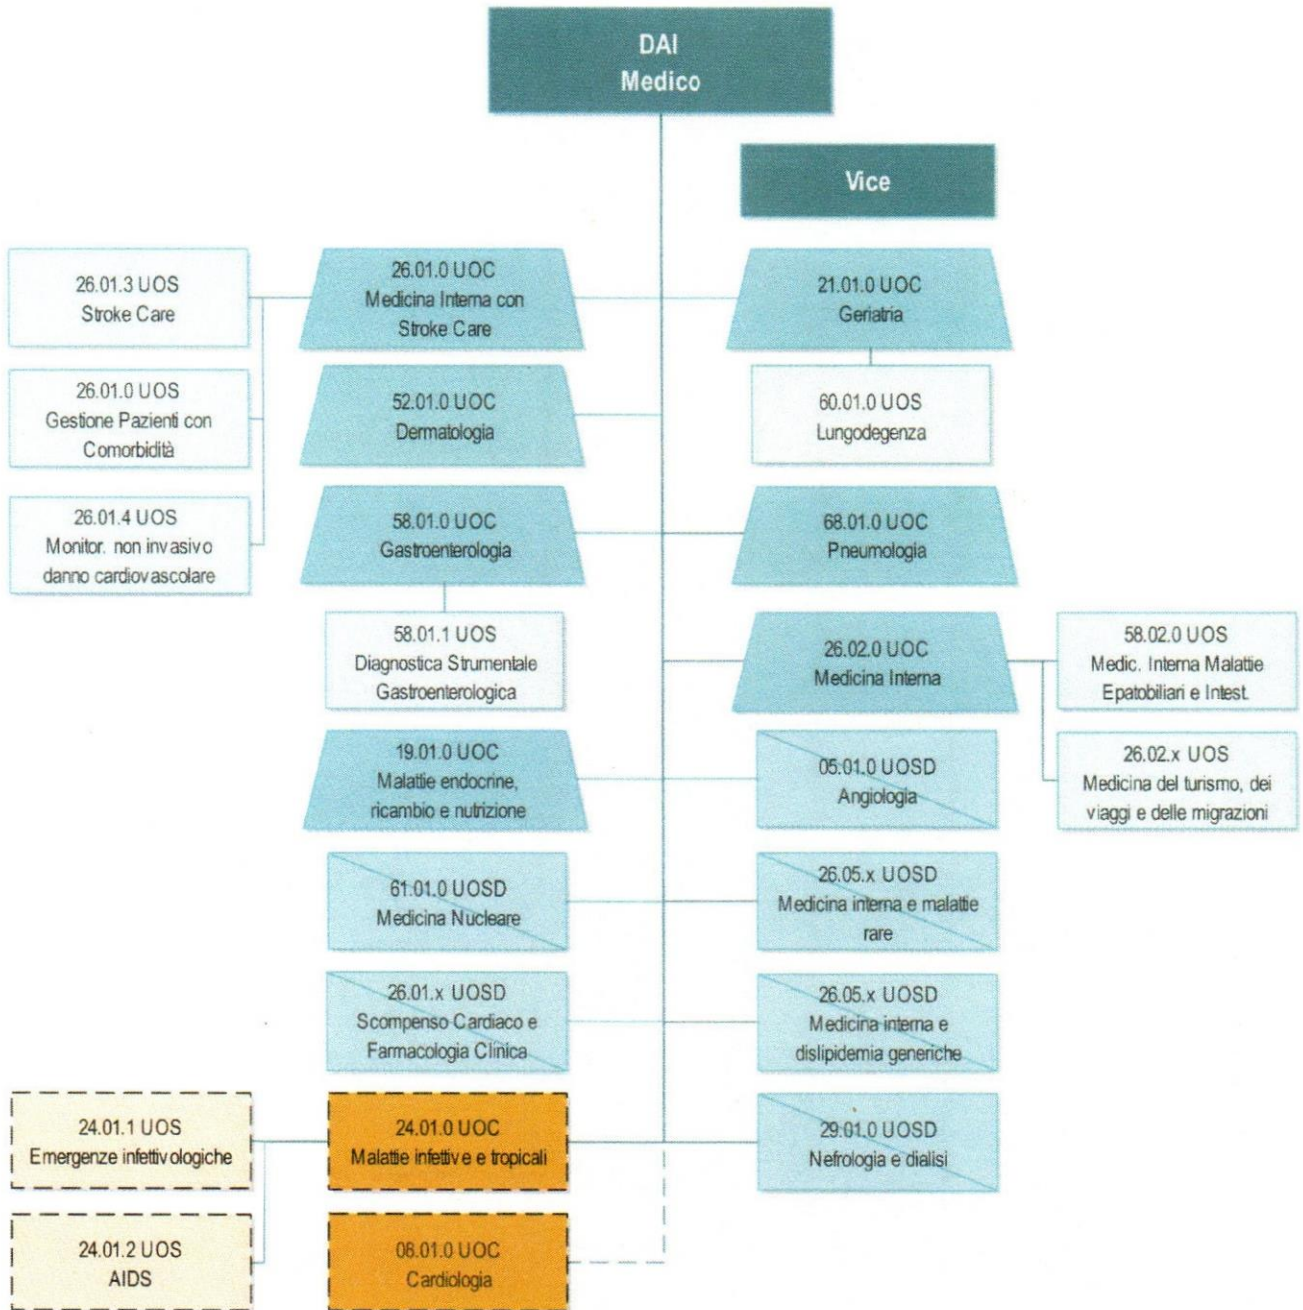 DAI
Medico
Vice
26.01.3 UOS
Stroke Care
26.01.0 UOC
Medicina Interna con
Stroke Care
21.01.0 UOC
Geriatria
26.01.0 UOS
Gestione Pazienti con
Comorbidità
52.01.0 UOC
Dermatologia
60.01.0 UOS
Lungodegenza
26.01.4 UOS
Monitor. non invasivo
danno cardiovascolare
58.01.0 UOC
Gastroenterologia
68.01.0 UOC
Pneumologia
58.01.1 UOS
Diagnostica Strumentale
Gastroenterologica
26.02.0 UOC
Medicina Interna
58.02.0 UOS
Medic. Interna Malattie
Epatobiliari e Intest.
19.01.0 UOC
Malattie endocrine,
ricambio e nutrizione
05.01.0 UOSD
Angiologia
26.02.x UOS
Medicina del turismo, dei
viaggi e delle migrazioni
61.01.0 UOSD
Medicina Nucleare
26.05.x UOSD
Medicina interna e malattie
rare
26.01.x UOSD
Scompenso Cardiaco e
Farmacologia Clinica
26.05.x UOSD
Medicina interna e
dislipidemia generiche
24.01.1 UOS
Emergenze infettivologiche
24.01.0 UOC
Malattie infettive e tropicali
29.01.0 UOSD
Nefrologia e dialisi
24.01.2 UOS
AIDS
08.01.0 UOC
Cardiologia